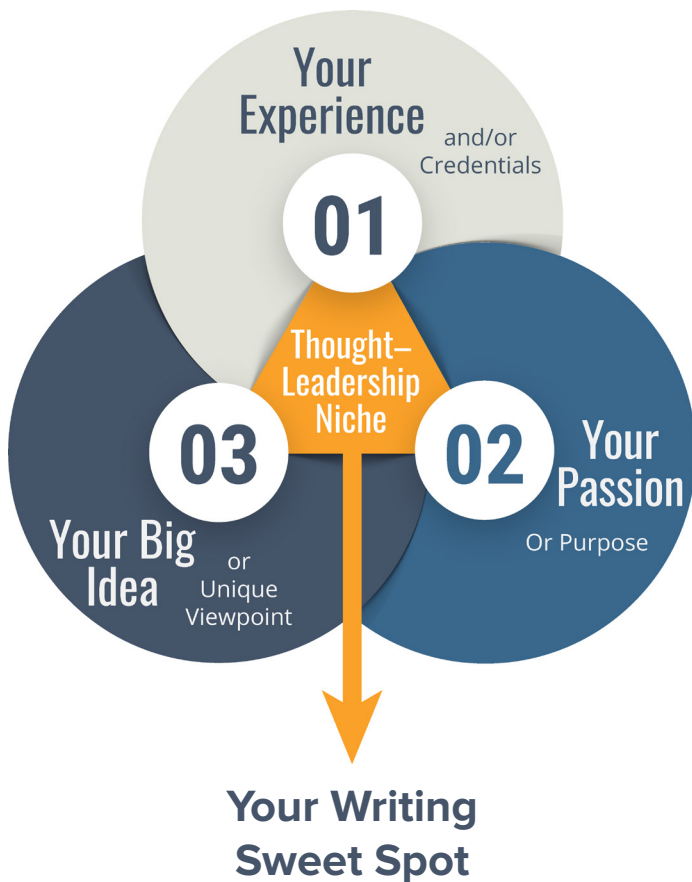 Your
Experience
and/or
Credentials
01
Thought–
Leadership
Niche
03
02
Your
Passion
Or Purpose
Your Big
Idea
or
Unique
Viewpoint
Your Writing
Sweet Spot